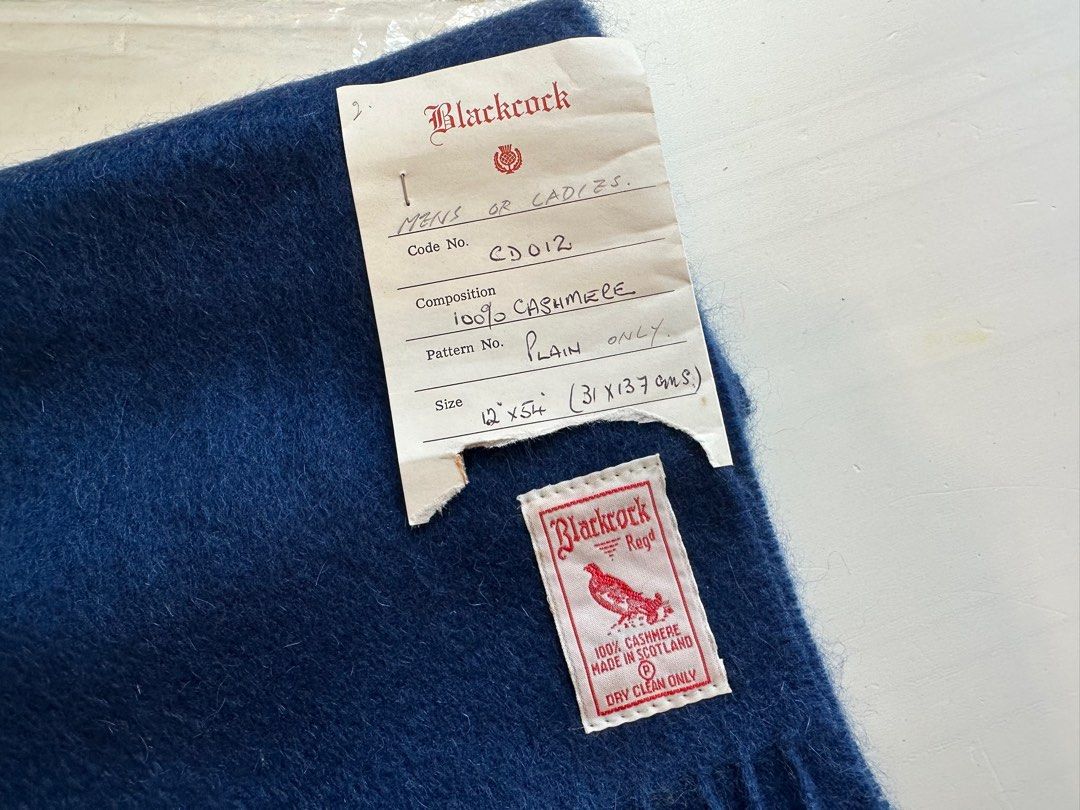 2.
Blackcock
MENS OR LADIES.
Code No. CD012
Composition
100% CASHMERE
Pattern No. PLAIN ONLY.
Size 12" x 54" (31 X 137 cms.)
Blackcock
Regd
100% CASHMERE
MADE IN SCOTLAND
P
DRY CLEAN ONLY